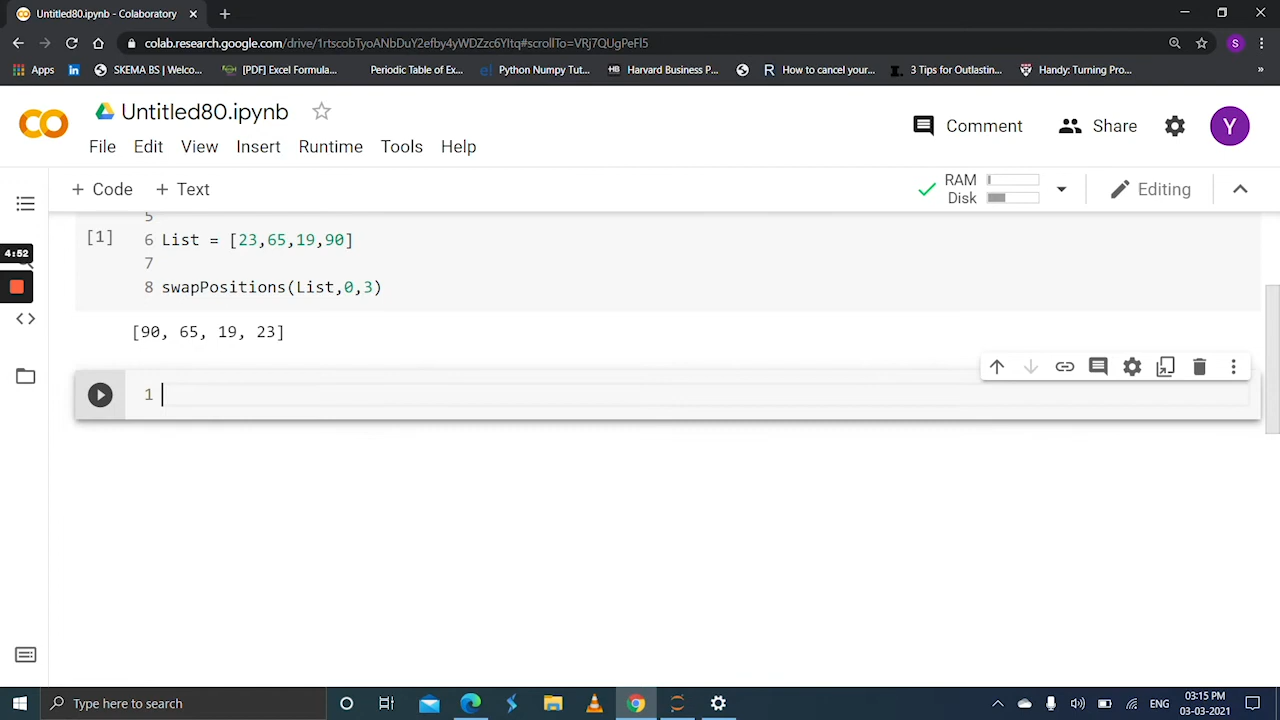 Untitled80.ipynb - Colaboratory
colab.research.google.com/drive/1rtscobTyoANbDuY2efby4yWDZzc6YItq#scrollTo=VRj7QUgPeFl5
S
Apps SKEMA BS | Welco... [PDF] Excel Formula... Periodic Table of Ex... Python Numpy Tut... Harvard Business P... How to cancel your... 3 Tips for Outlastin... Handy: Turning Pro... »
Untitled80.ipynb
Comment Share Y
File Edit View Insert Runtime Tools Help
+ Code + Text
RAM
Disk
Editing
5
[1] 6 List = [23,65,19,90]
7
8 swapPositions(List,0,3)
4:52
[90, 65, 19, 23]
1
Type here to search
ENG
03:15 PM
03-03-2021